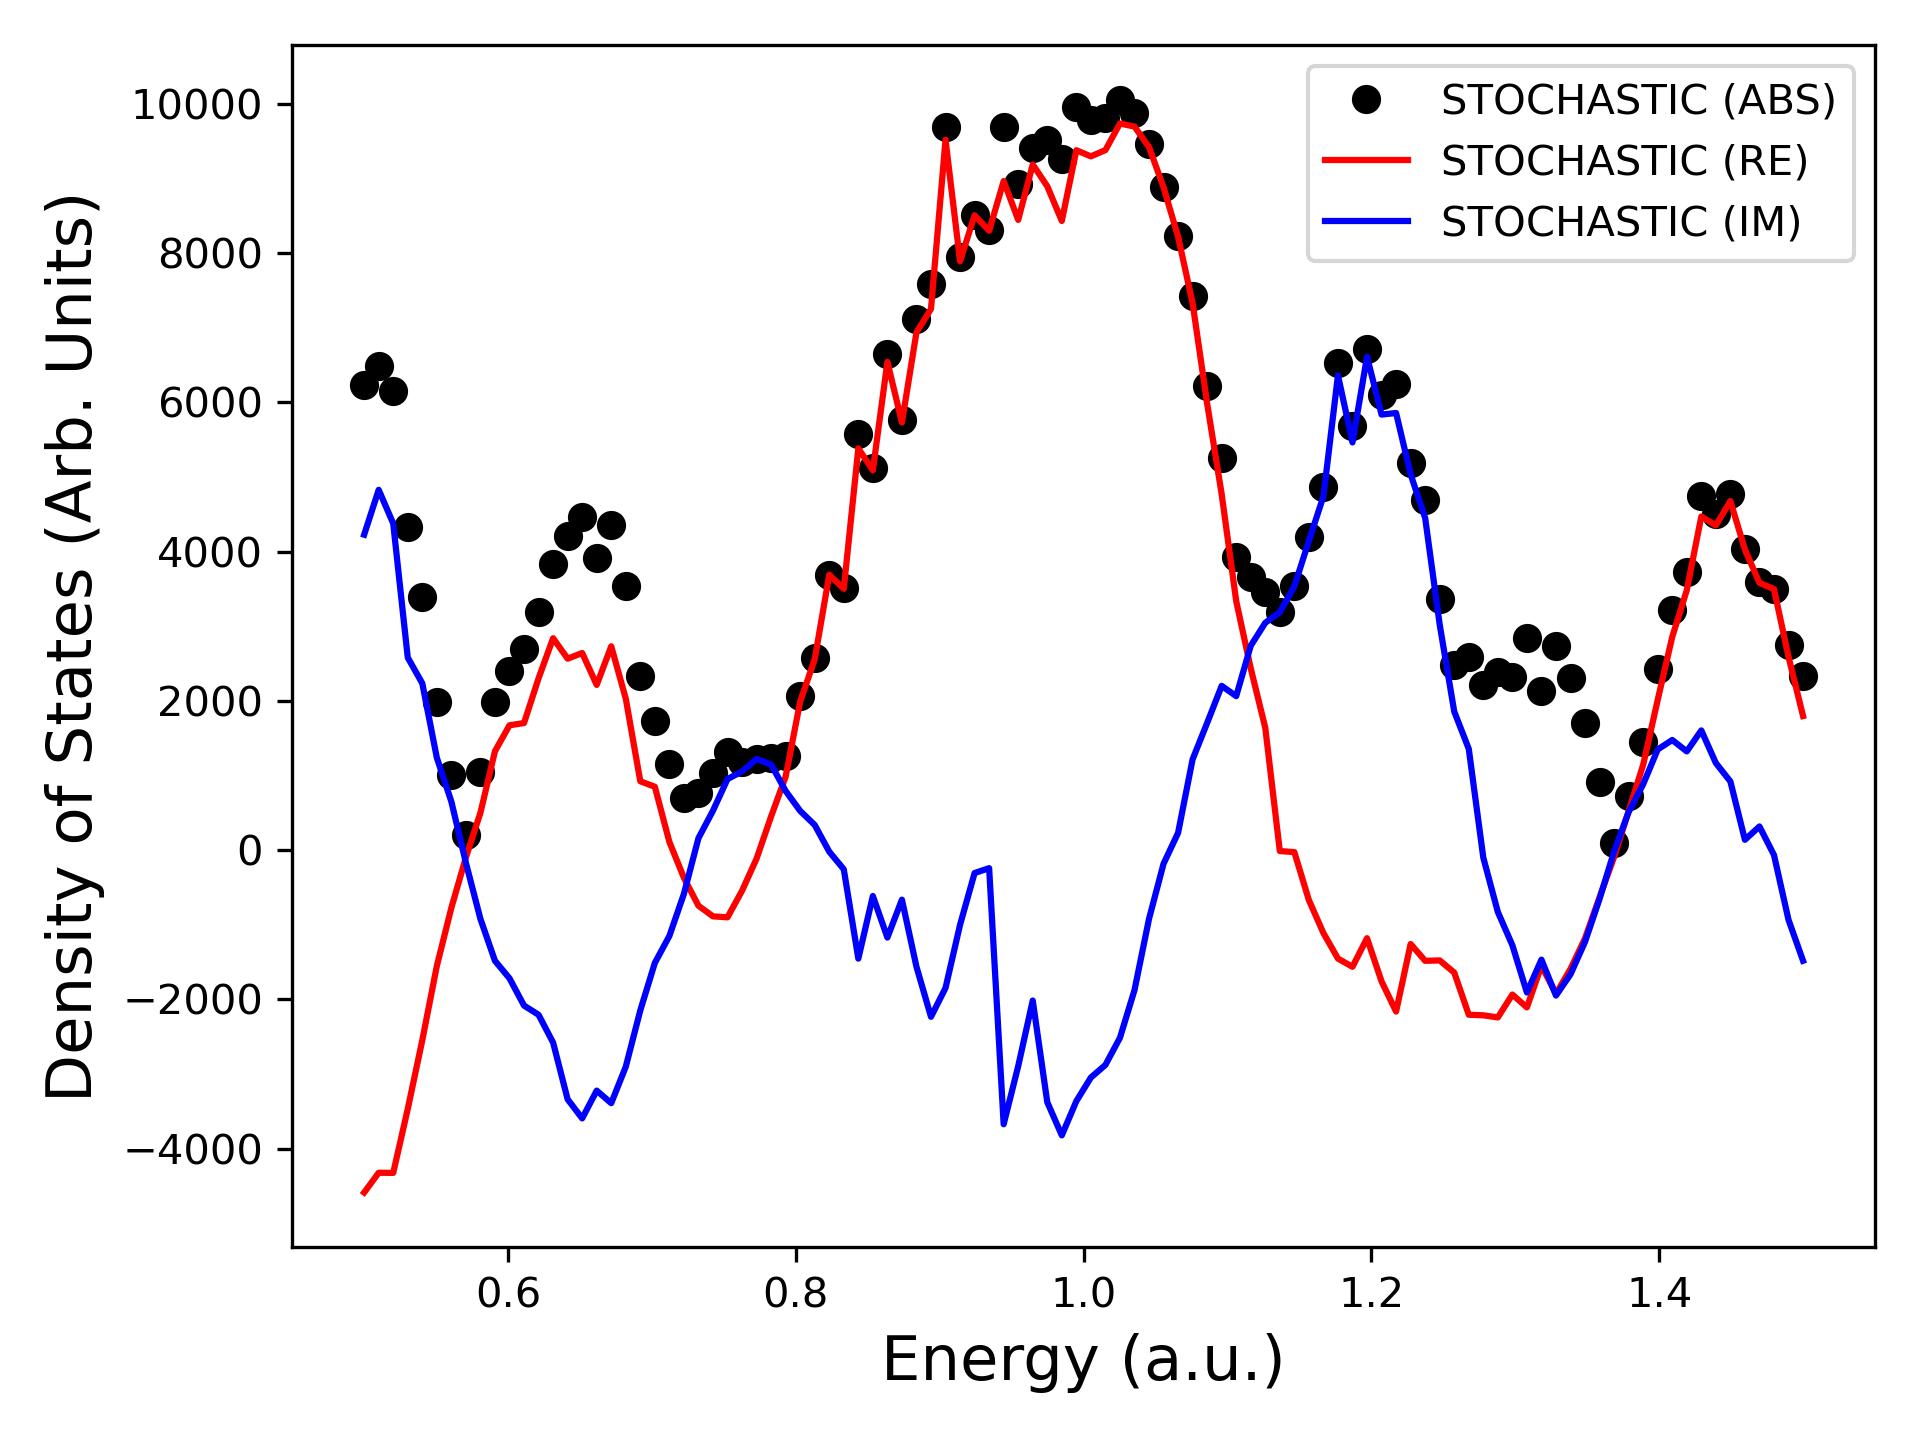 STOCHASTIC (ABS)
STOCHASTIC (RE)
STOCHASTIC (IM)
Density of States (Arb. Units)
10000
8000
6000
4000
2000
0
−2000
−4000
0.6 0.8 1.0 1.2 1.4
Energy (a.u.)